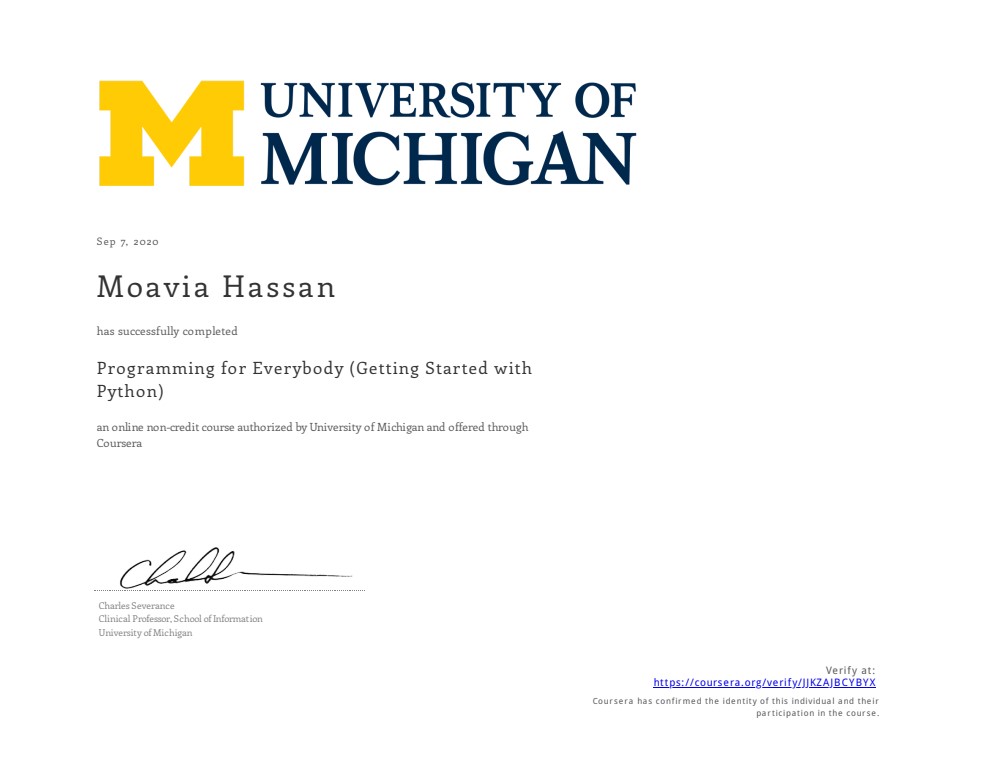 UNIVERSITY OF
MICHIGAN
Sep 7, 2020
Moavia Hassan
has successfully completed
Programming for Everybody (Getting Started with
Python)
an online non-credit course authorized by University of Michigan and offered through
Coursera
Charles Severance
Clinical Professor, School of Information
University of Michigan
Verify at:
https://coursera.org/verify/JJKZAJBCYBYX
Coursera has confirmed the identity of this individual and their
participation in the course.